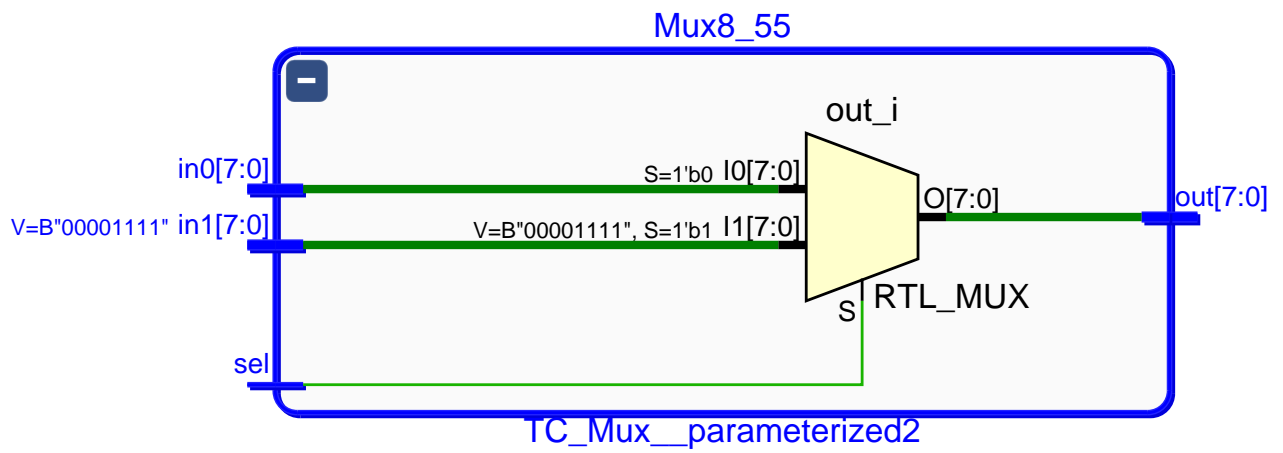 Mux8_55
out_i
in0[7:0]
S=1'b0 I0[7:0]
V=B"00001111" in1[7:0]
V=B"00001111", S=1'b1 I1[7:0]
O[7:0]
out[7:0]
S
RTL_MUX
sel
TC_Mux__parameterized2